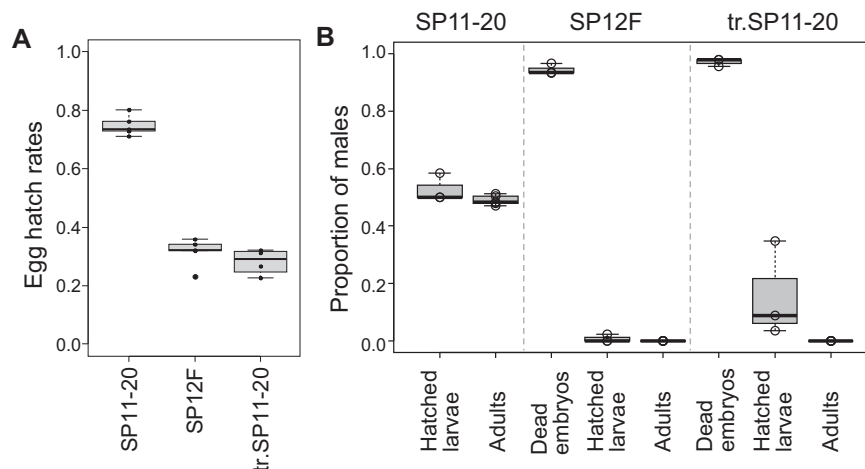 A
Egg hatch rates
1.0
0.8
0.6
0.4
0.2
0.0
SP11-20
SP12F
tr.SP11-20
B
SP11-20
SP12F
tr.SP11-20
Proportion of males
1.0
0.8
0.4
0.2
0.0
Hatched
larvae
Adults
Dead
embryos
Hatched
larvae
Adults
Dead
embryos
Hatched
larvae
Adults